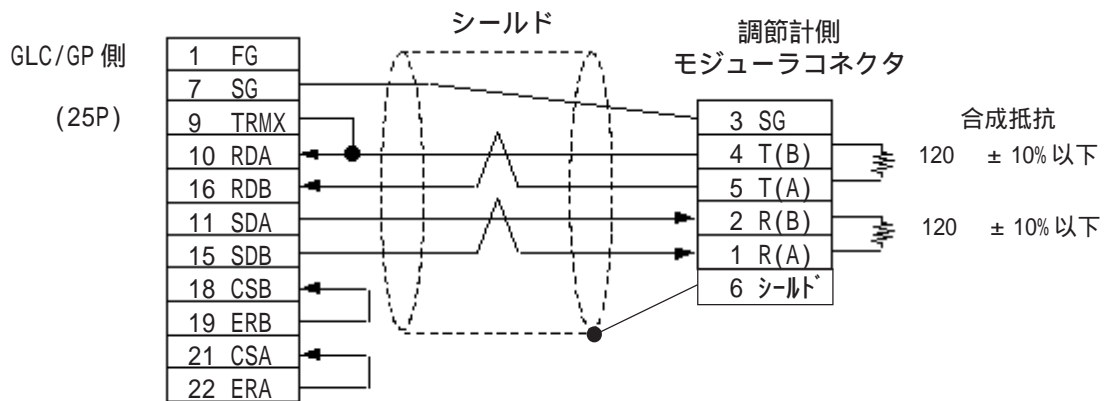 シールド
GLC/GP 側
(25P)
1 FG
7 SG
9 TRMX
10 RDA
16 RDB
11 SDA
15 SDB
18 CSB
19 ERB
21 CSA
22 ERA
調節計側
モジューラコネクタ
3 SG
4 T(B)
5 T(A)
2 R(B)
1 R(A)
6 シールド
合成抵抗
120 ± 10% 以下
120 ± 10% 以下